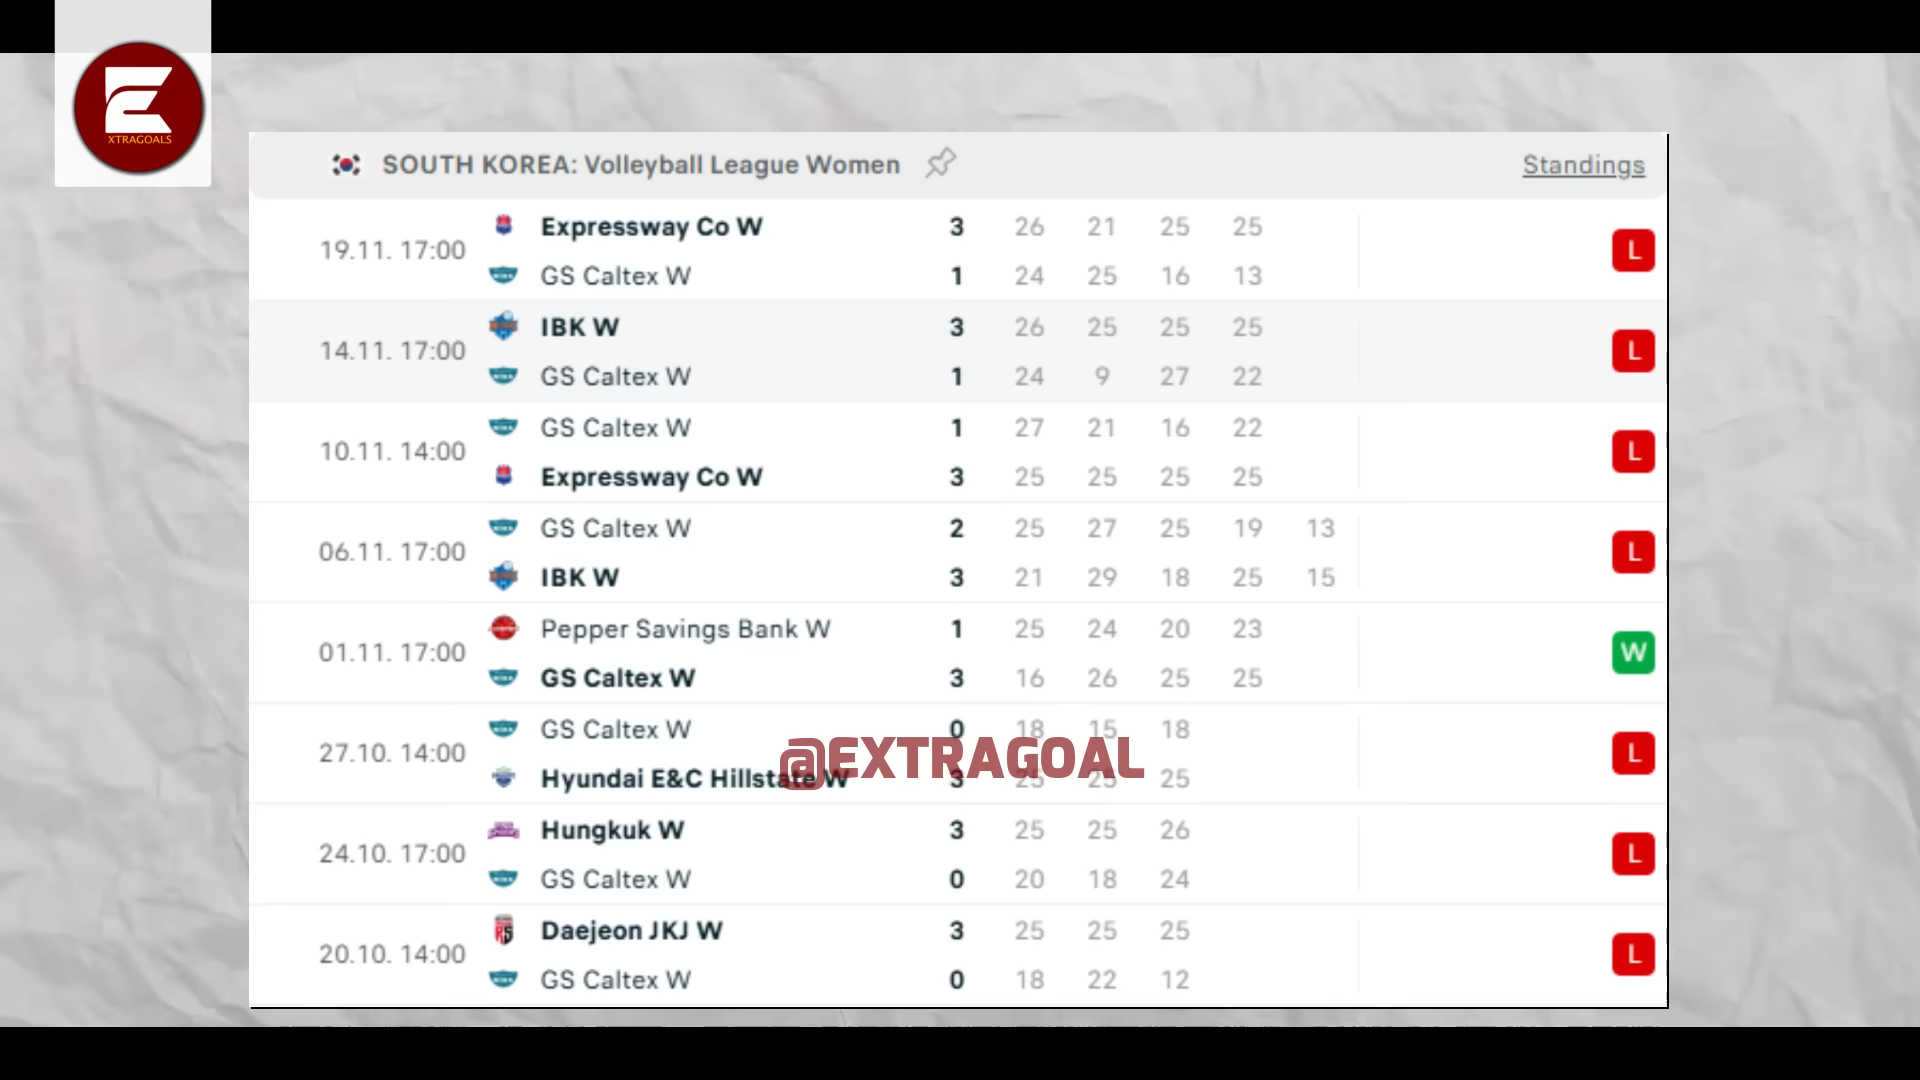 XTRAGOALS
SOUTH KOREA: Volleyball League Women Standings
19.11. 17:00 Expressway Co W 3 26 21 25 25 L
GS Caltex W 1 24 25 16 13
14.11. 17:00 IBK W 3 26 25 25 25 L
GS Caltex W 1 24 9 27 22
10.11. 14:00 GS Caltex W 1 27 21 16 22 L
Expressway Co W 3 25 25 25 25
06.11. 17:00 GS Caltex W 2 25 27 25 19 13 L
IBK W 3 21 29 18 25 15
01.11. 17:00 Pepper Savings Bank W 1 25 24 20 23 W
GS Caltex W 3 16 26 25 25
27.10. 14:00 GS Caltex W 0 18 15 18 L
@EXTRAGOAL
Hyundai E&C Hillstate W 3 25 25 25
24.10. 17:00 Hungkuk W 3 25 25 26 L
GS Caltex W 0 20 18 24
20.10. 14:00 Daejeon JKJ W 3 25 25 25 L
GS Caltex W 0 18 22 12